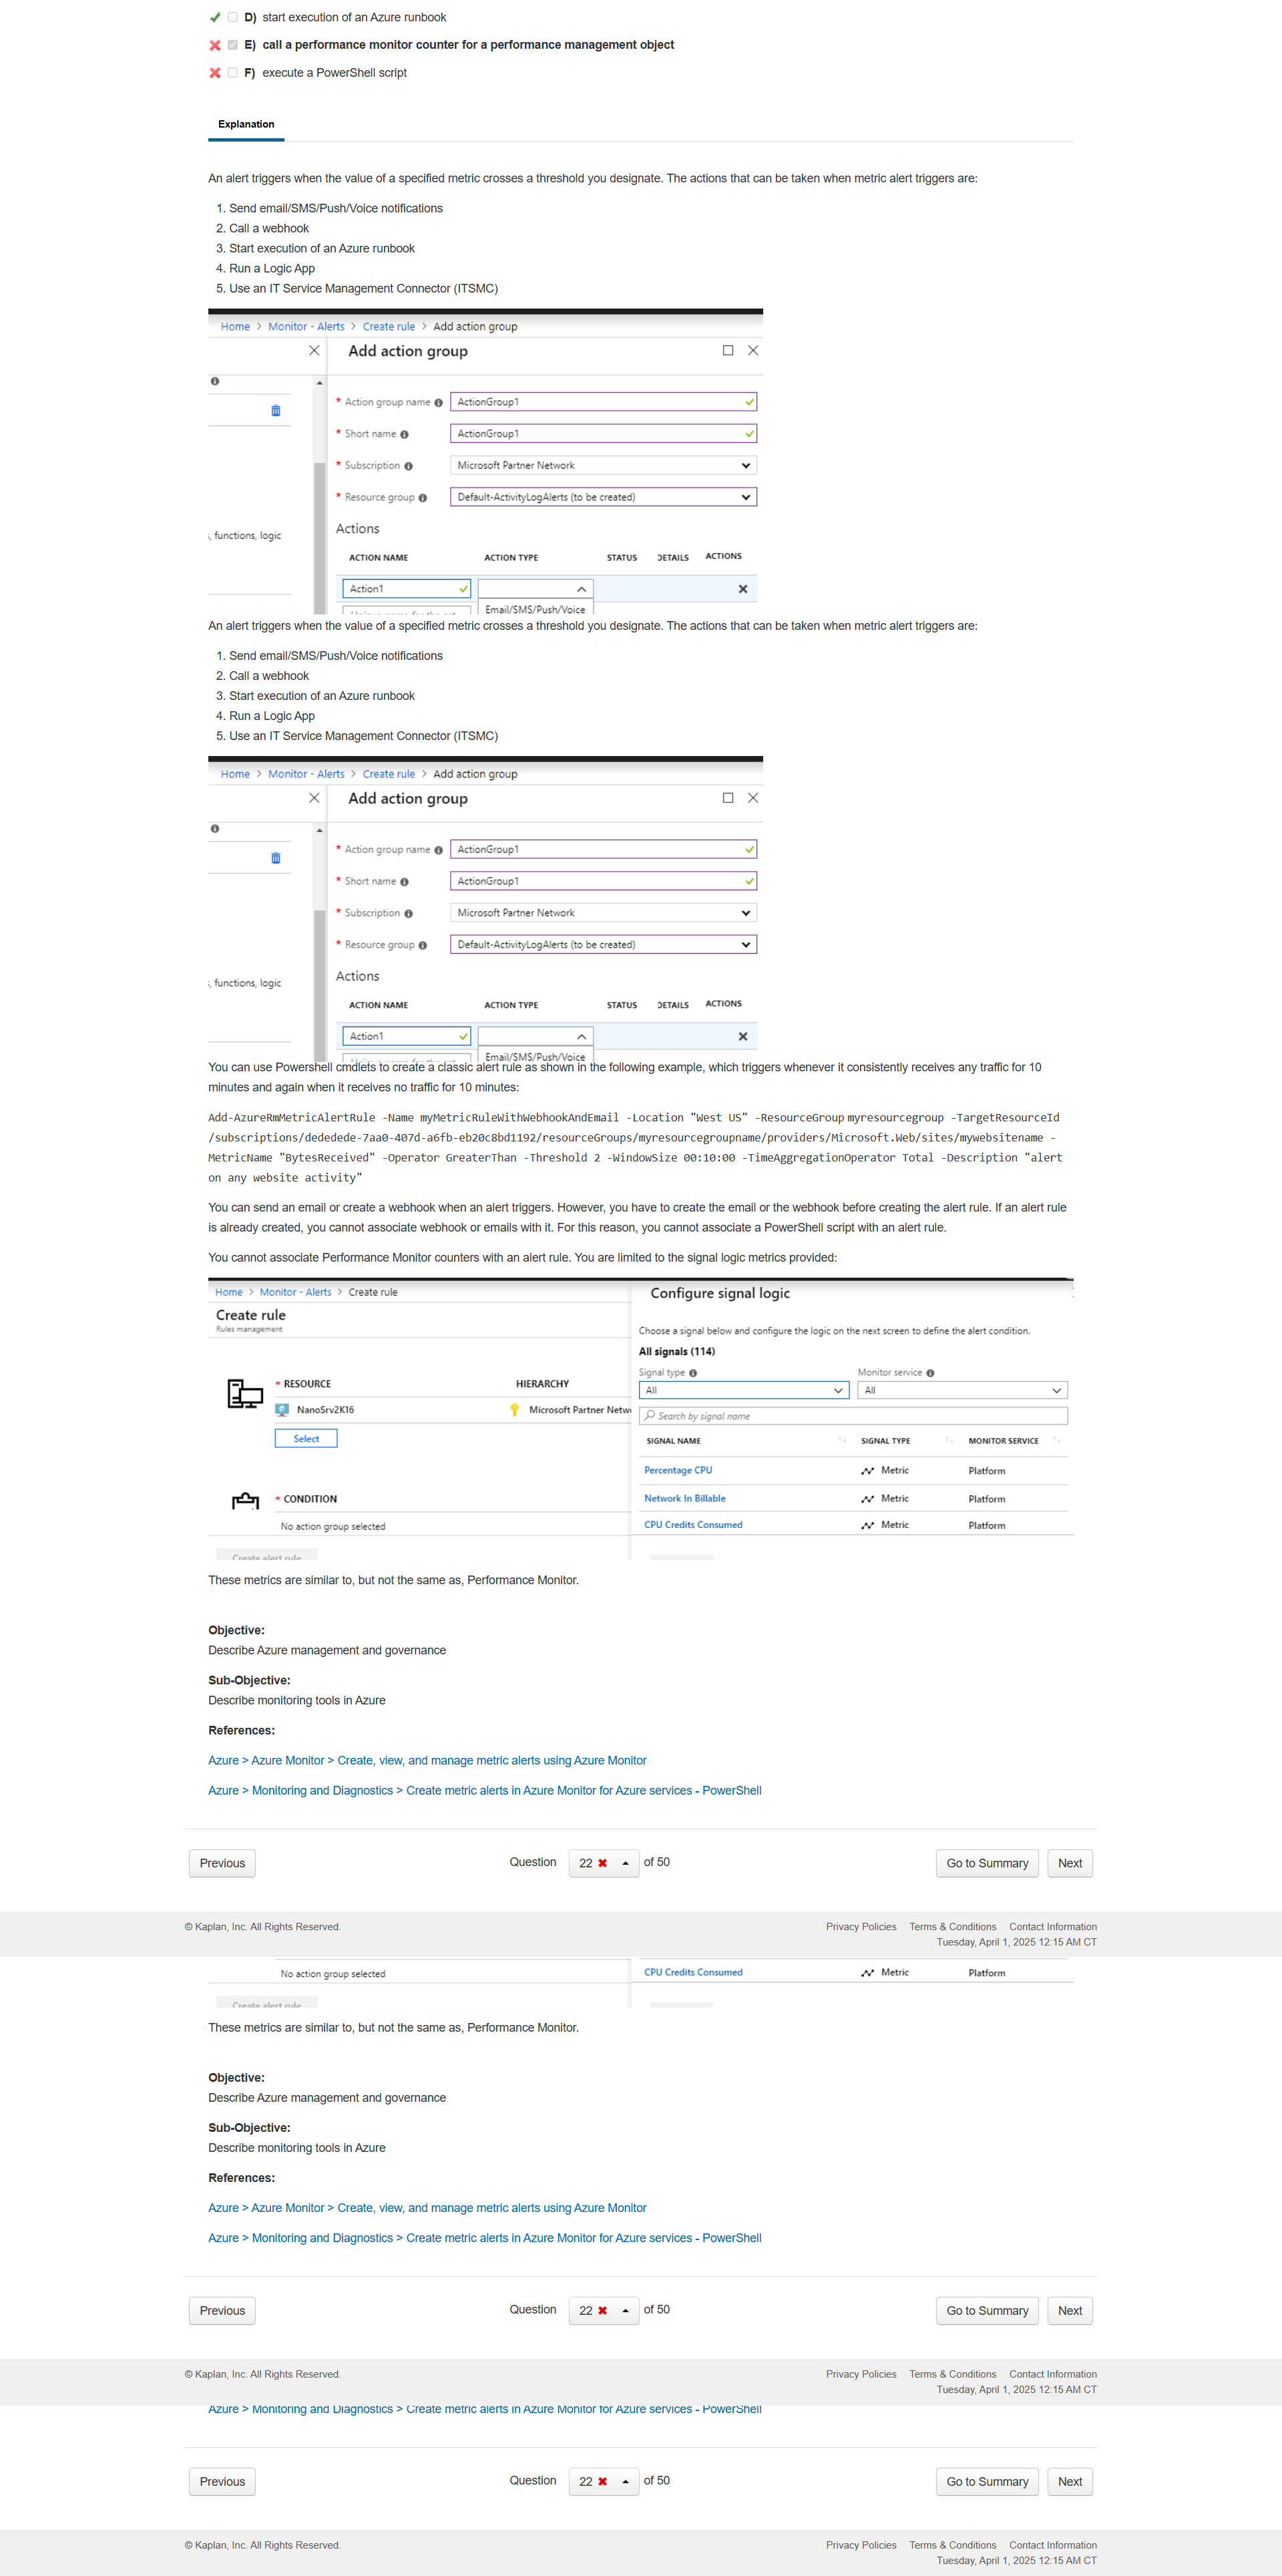 D) start execution of an Azure runbook
E) call a performance monitor counter for a performance management object
F) execute a PowerShell script
Explanation
An alert triggers when the value of a specified metric crosses a threshold you designate. The actions that can be taken when metric alert triggers are:
1. Send email/SMS/Push/Voice notifications
2. Call a webhook
3. Start execution of an Azure runbook
4. Run a Logic App
5. Use an IT Service Management Connector (ITSMC)
Home > Monitor - Alerts > Create rule > Add action group
Add action group
* Action group name ActionGroup1
* Short name ActionGroup1
* Subscription Microsoft Partner Network
* Resource group Default-ActivityLogAlerts (to be created)
, functions, logic
Actions
ACTION NAME ACTION TYPE STATUS DETAILS ACTIONS
Action1
Email/SMS/Push/Voice
An alert triggers when the value of a specified metric crosses a threshold you designate. The actions that can be taken when metric alert triggers are:
1. Send email/SMS/Push/Voice notifications
2. Call a webhook
3. Start execution of an Azure runbook
4. Run a Logic App
5. Use an IT Service Management Connector (ITSMC)
Home > Monitor - Alerts > Create rule > Add action group
Add action group
* Action group name ActionGroup1
* Short name ActionGroup1
* Subscription Microsoft Partner Network
* Resource group Default-ActivityLogAlerts (to be created)
, functions, logic
Actions
ACTION NAME ACTION TYPE STATUS DETAILS ACTIONS
Action1
Email/SMS/Push/Voice
You can use Powershell cmdlets to create a classic alert rule as shown in the following example, which triggers whenever it consistently receives any traffic for 10
minutes and again when it receives no traffic for 10 minutes:
Add-AzureRmMetricAlertRule -Name myMetricRuleWithWebhookAndEmail -Location "West US" -ResourceGroup myresourcegroup -TargetResourceId
/subscriptions/dededede-7aa0-407d-a6fb-eb20c8bd1192/resourceGroups/myresourcegroupname/providers/Microsoft.Web/sites/mywebsitename -
MetricName "BytesReceived" -Operator GreaterThan -Threshold 2 -WindowSize 00:10:00 -TimeAggregationOperator Total -Description "alert
on any website activity"
You can send an email or create a webhook when an alert triggers. However, you have to create the email or the webhook before creating the alert rule. If an alert rule
is already created, you cannot associate webhook or emails with it. For this reason, you cannot associate a PowerShell script with an alert rule.
You cannot associate Performance Monitor counters with an alert rule. You are limited to the signal logic metrics provided:
Home > Monitor - Alerts > Create rule
Create rule
Rules management
* RESOURCE HIERARCHY
NanoSrv2K16 Microsoft Partner Netw
Select
* CONDITION
No action group selected
Create alert rule
Configure signal logic
Choose a signal below and configure the logic on the next screen to define the alert condition.
All signals (114)
Signal type Monitor service
All All
Search by signal name
SIGNAL NAME SIGNAL TYPE MONITOR SERVICE
Percentage CPU Metric Platform
Network In Billable Metric Platform
CPU Credits Consumed Metric Platform
These metrics are similar to, but not the same as, Performance Monitor.
Objective:
Describe Azure management and governance
Sub-Objective:
Describe monitoring tools in Azure
References:
Azure > Azure Monitor > Create, view, and manage metric alerts using Azure Monitor
Azure > Monitoring and Diagnostics > Create metric alerts in Azure Monitor for Azure services - PowerShell
Previous Question 22 of 50 Go to Summary Next
© Kaplan, Inc. All Rights Reserved. Privacy Policies Terms & Conditions Contact Information
Tuesday, April 1, 2025 12:15 AM CT
No action group selected CPU Credits Consumed Metric Platform
Create alert rule
These metrics are similar to, but not the same as, Performance Monitor.
Objective:
Describe Azure management and governance
Sub-Objective:
Describe monitoring tools in Azure
References:
Azure > Azure Monitor > Create, view, and manage metric alerts using Azure Monitor
Azure > Monitoring and Diagnostics > Create metric alerts in Azure Monitor for Azure services - PowerShell
Previous Question 22 of 50 Go to Summary Next
© Kaplan, Inc. All Rights Reserved. Privacy Policies Terms & Conditions Contact Information
Tuesday, April 1, 2025 12:15 AM CT
Azure > Monitoring and Diagnostics > Create metric alerts in Azure Monitor for Azure services - PowerShell
Previous Question 22 of 50 Go to Summary Next
© Kaplan, Inc. All Rights Reserved. Privacy Policies Terms & Conditions Contact Information
Tuesday, April 1, 2025 12:15 AM CT